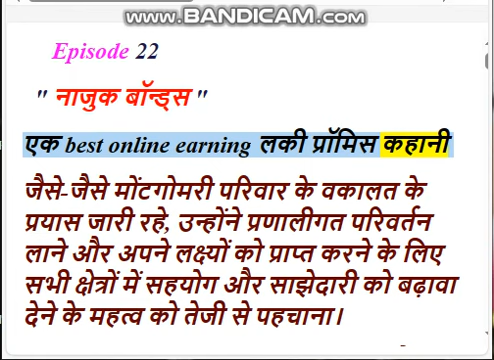 www.BANDICAM.com
Episode 22
" नाजुक बॉन्ड्स "
एक best online earning लकी प्रॉमिस कहानी
जैसे-जैसे मोंटगोमरी परिवार के वकालत के
प्रयास जारी रहे, उन्होंने प्रणालीगत परिवर्तन
लाने और अपने लक्ष्यों को प्राप्त करने के लिए
सभी क्षेत्रों में सहयोग और साझेदारी को बढ़ावा
देने के महत्व को तेजी से पहचाना।